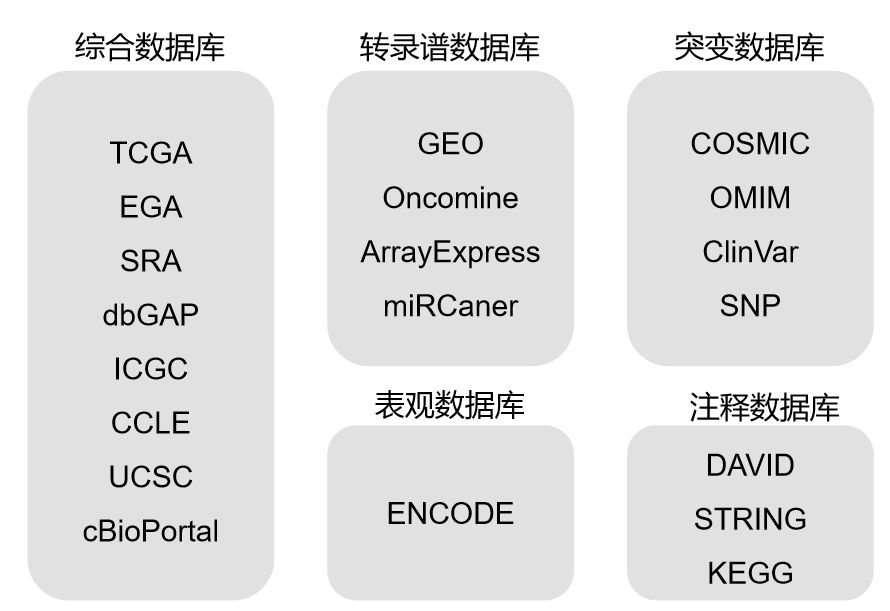 综合数据库
TCGA
EGA
SRA
dbGAP
ICGC
CCLE
UCSC
cBioPortal
转录谱数据库
GEO
Oncomine
ArrayExpress
miRCaner
表观数据库
ENCODE
突变数据库
COSMIC
OMIM
ClinVar
SNP
注释数据库
DAVID
STRING
KEGG